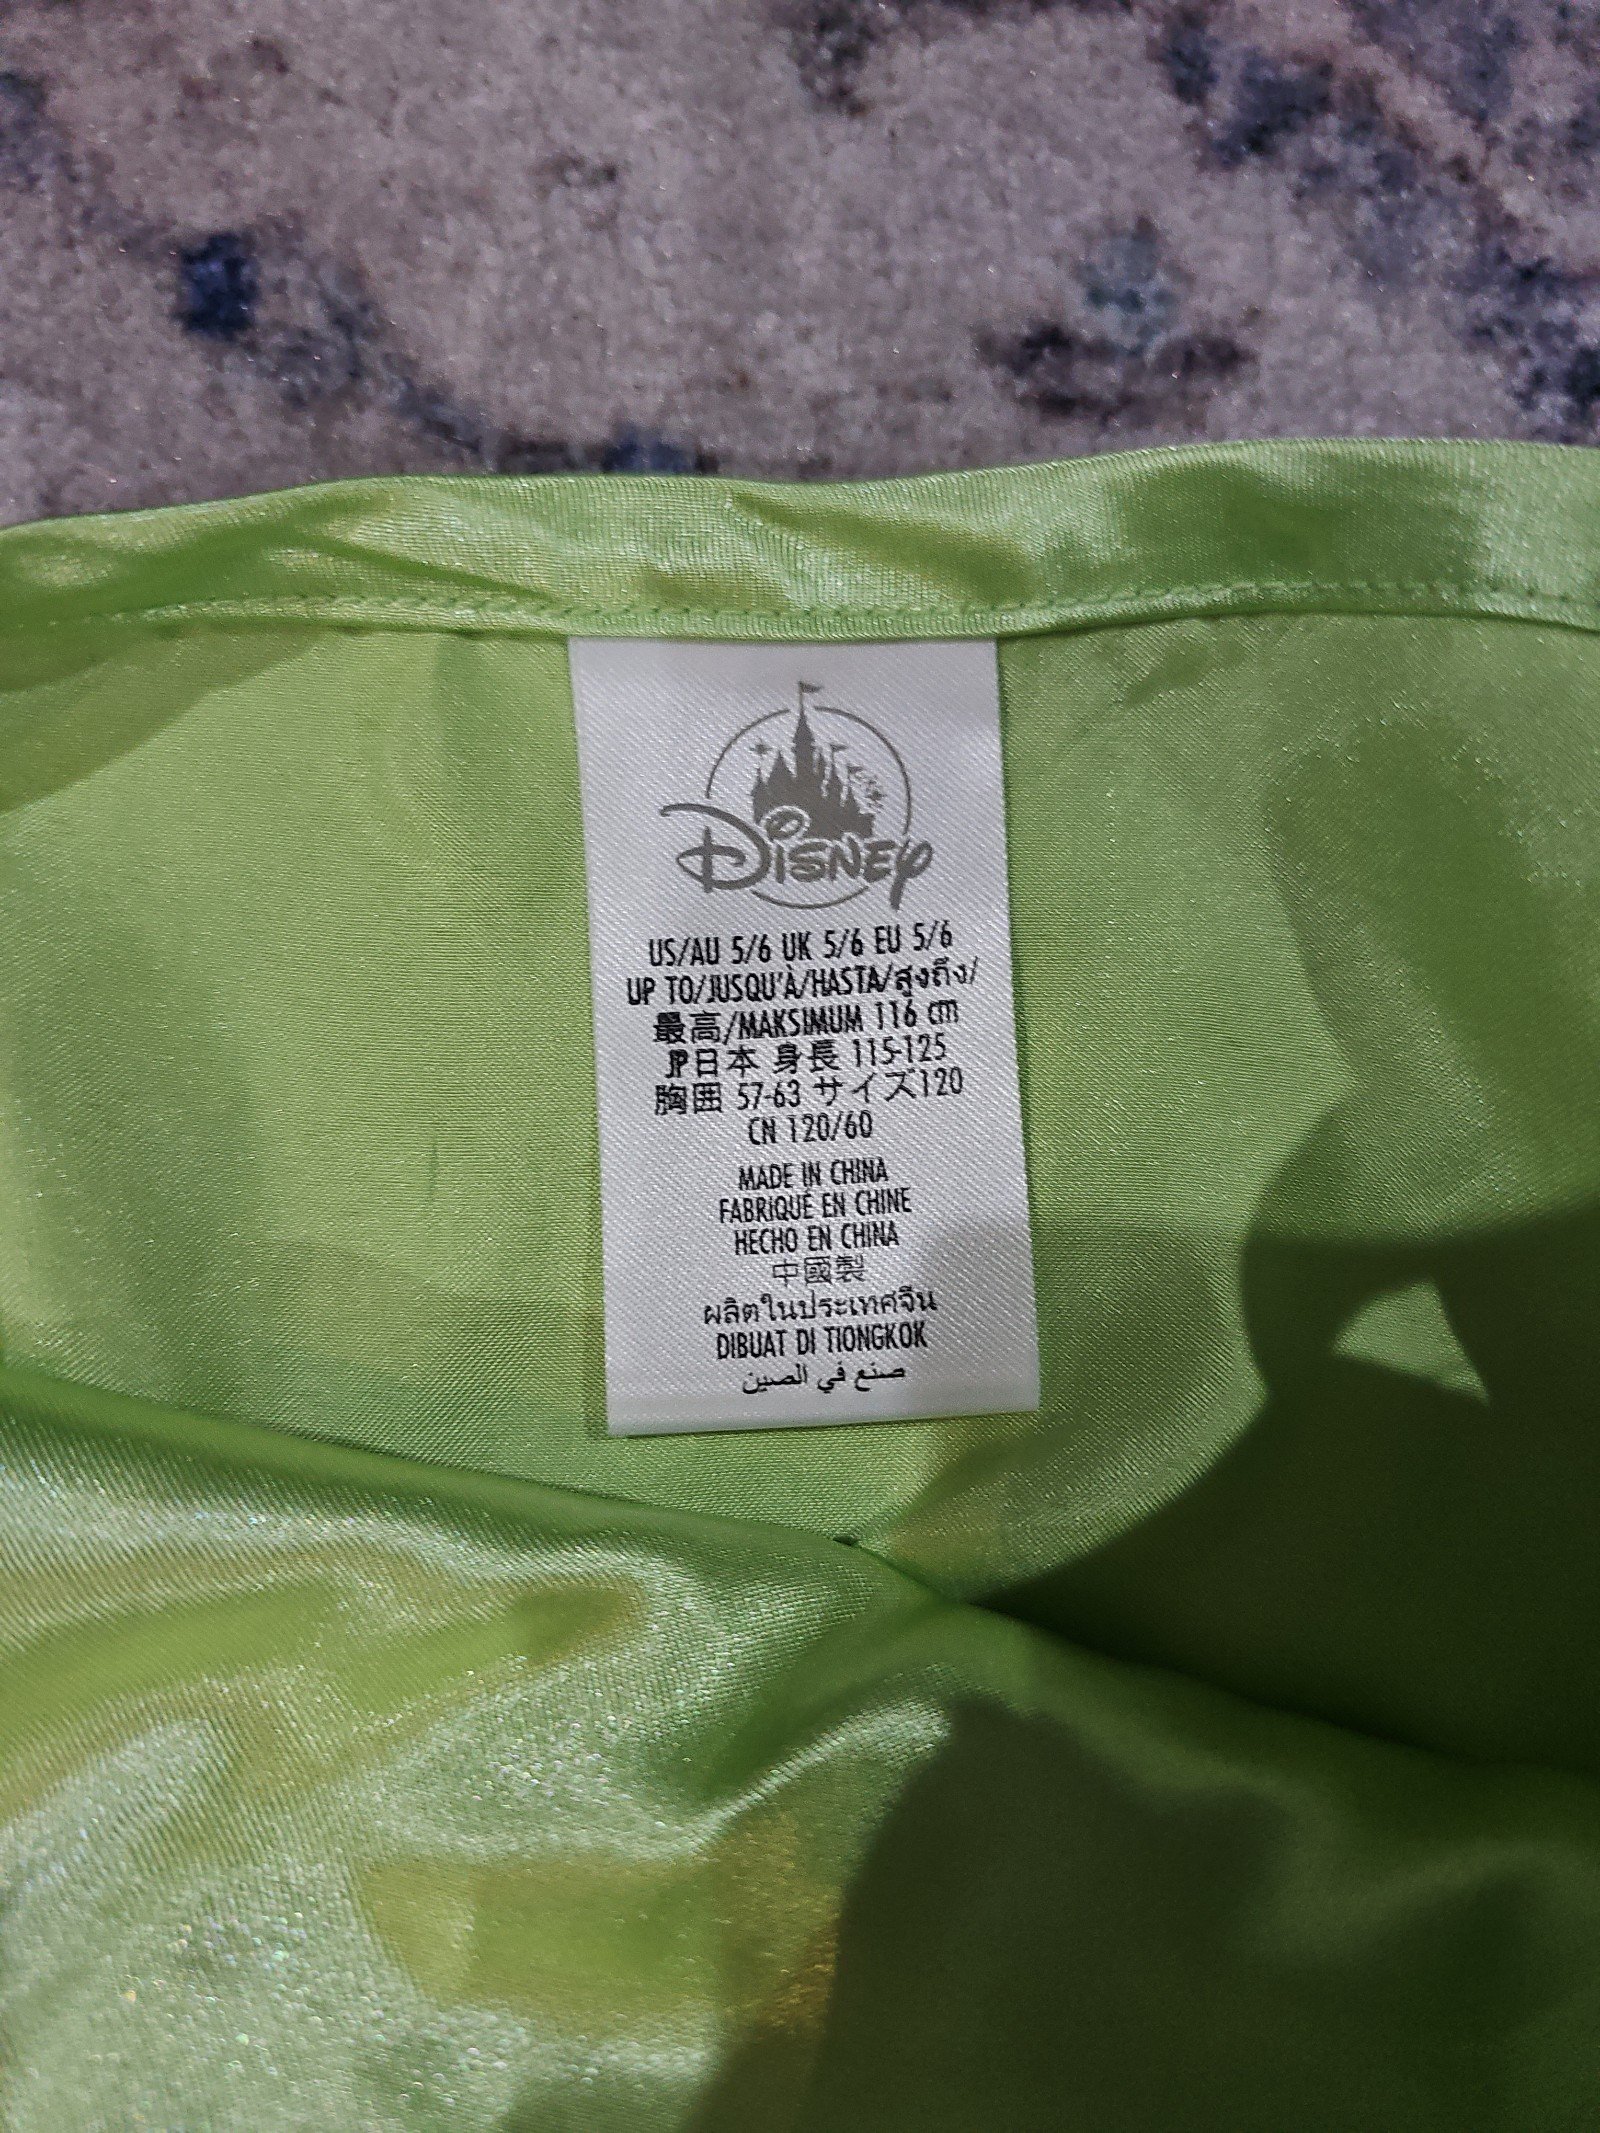 DISNEY
US/AU 5/6 UK 5/6 EU 5/6
UP TO/JUSQU'À/HASTA/สูงถึง/
最高/MAKSIMUM 116 cm
JP日本 身長 115-125
胸囲 57-63 サイズ120
CN 120/60
MADE IN CHINA
FABRIQUÉ EN CHINE
HECHO EN CHINA
中國製
ผลิตในประเทศจีน
DIBUAT DI TIONGKOK
صنع في الصين